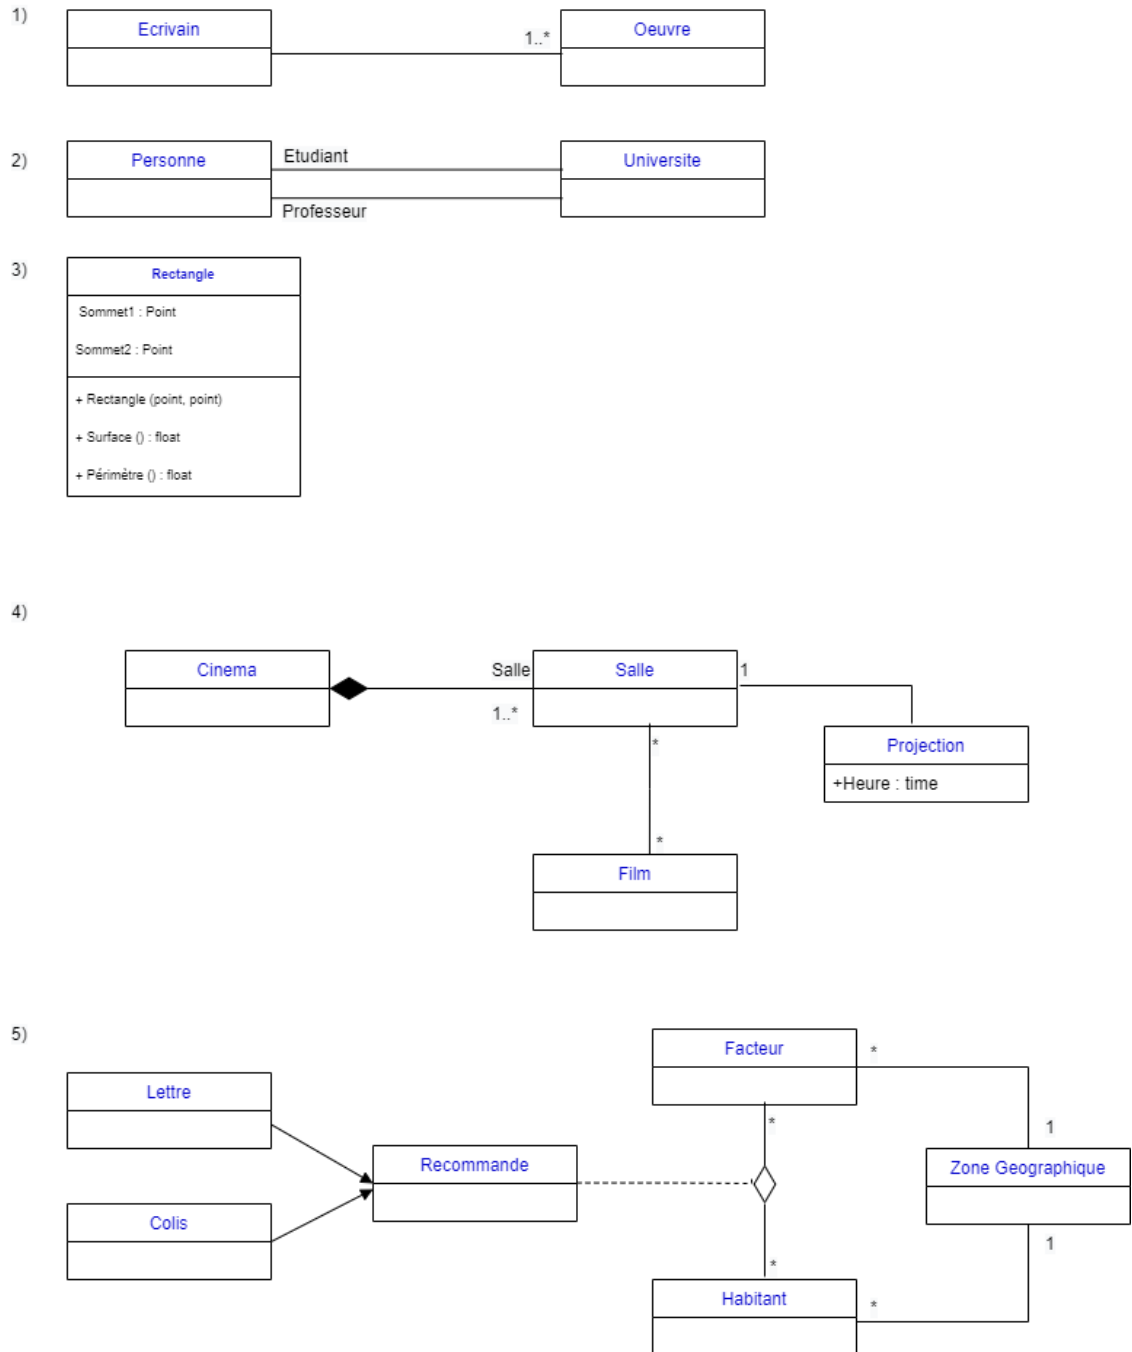 1)
Ecrivain
1..*
Oeuvre
2)
Personne
Etudiant
Professeur
Universite
3)
Rectangle
Sommet1 : Point
Sommet2 : Point
+ Rectangle (point, point)
+ Surface () : float
+ Périmètre () : float
4)
Cinema
Salle
1..*
Salle
1
Projection
+Heure : time
*
*
Film
5)
Lettre
Colis
Recommande
Facteur
*
*
1
Zone Geographique
1
*
*
Habitant